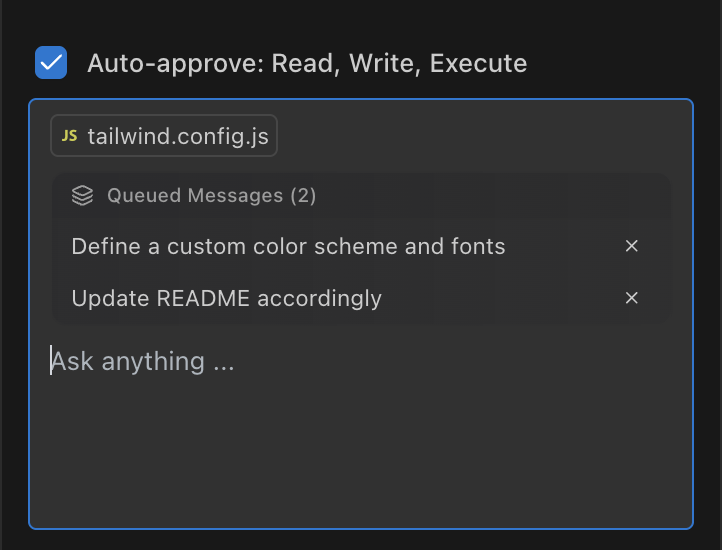 Auto-approve: Read, Write, Execute
JS tailwind.config.js
Queued Messages (2)
Define a custom color scheme and fonts
Update README accordingly
Ask anything ...